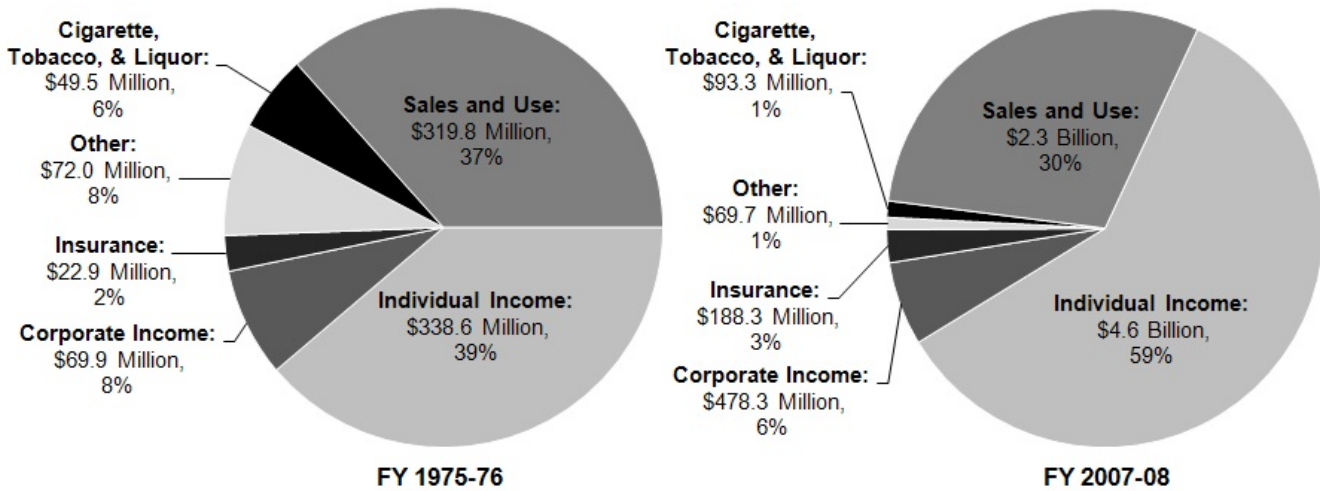 Cigarette,
Tobacco, & Liquor:
$49.5 Million,
6%
Sales and Use:
$319.8 Million,
37%
Other:
$72.0 Million,
8%
Insurance:
$22.9 Million,
2%
Individual Income:
$338.6 Million,
39%
Corporate Income:
$69.9 Million,
8%
FY 1975-76
Cigarette,
Tobacco, & Liquor:
$93.3 Million,
1%
Sales and Use:
$2.3 Billion,
30%
Other:
$69.7 Million,
1%
Insurance:
$188.3 Million,
3%
Individual Income:
$4.6 Billion,
59%
Corporate Income:
$478.3 Million,
6%
FY 2007-08